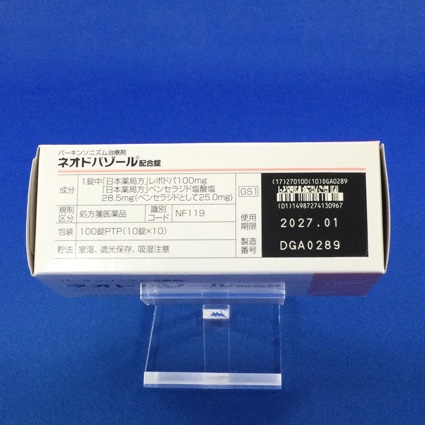 パーキンソニズム治療剤
ネオドパゾール®配合錠
成分
1錠中「日本薬局方」レボドパ100mg
「日本薬局方」ベンセラジド塩酸塩
28.5mg(ベンセラジドとして25.0mg)
規制区分
処方箋医薬品
識別コード
NF119
包装
100錠PTP(10錠×10)
貯法
室温、遮光保存、吸湿注意
GS1
使用期限
製造番号
(17)270100(10)DGA0289
(01)14987274130967
2027.01
DGA0289